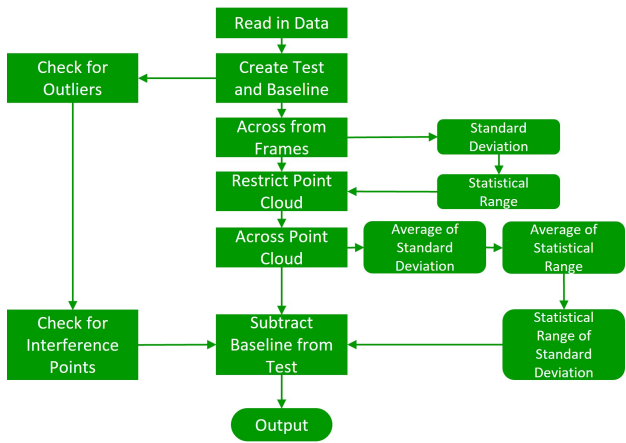 Read in Data
Check for
Outliers
Create Test
and Baseline
Across from
Frames
Standard
Deviation
Restrict Point
Cloud
Statistical
Range
Across Point
Cloud
Average of
Standard
Deviation
Average of
Statistical
Range
Check for
Interference
Points
Subtract
Baseline from
Test
Statistical
Range of
Standard
Deviation
Output